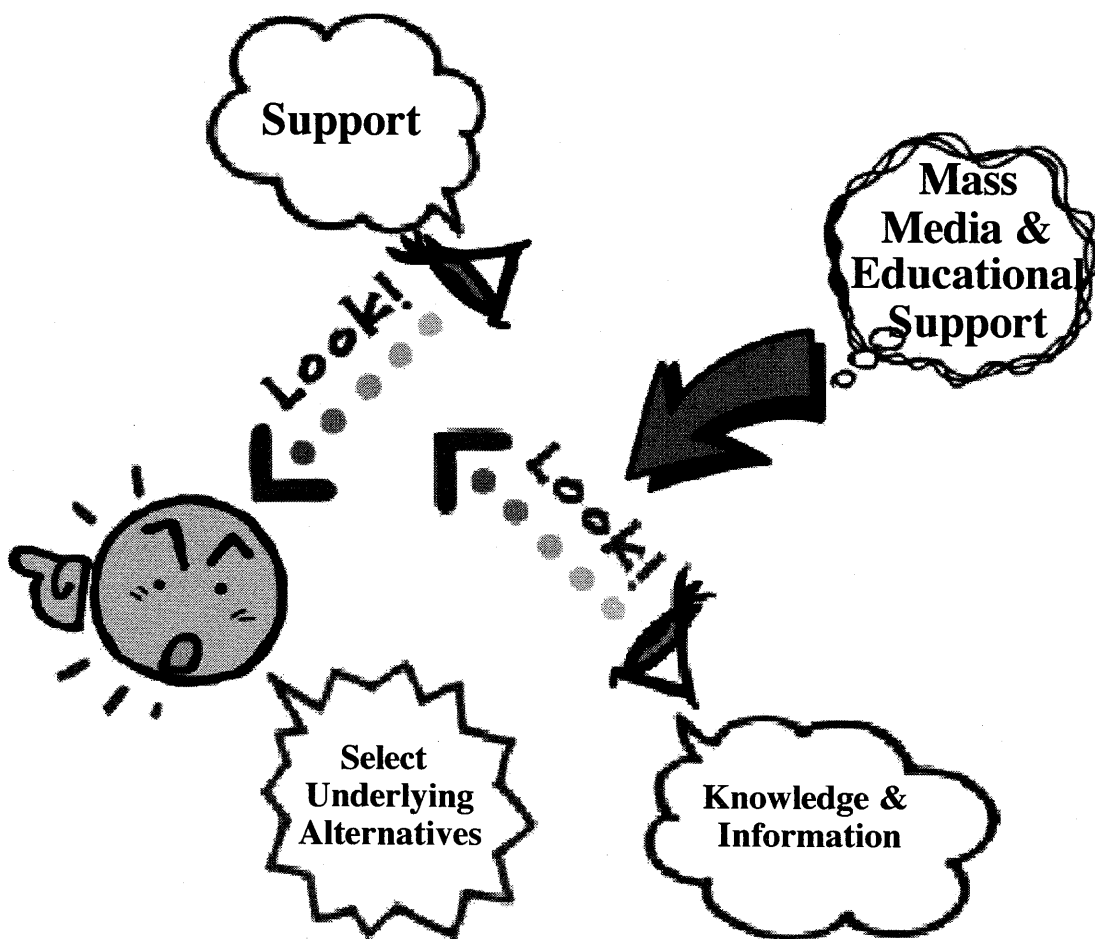 Support
Mass
Media &
Educational
Support
Look!
Look!
Select
Underlying
Alternatives
Knowledge &
Information